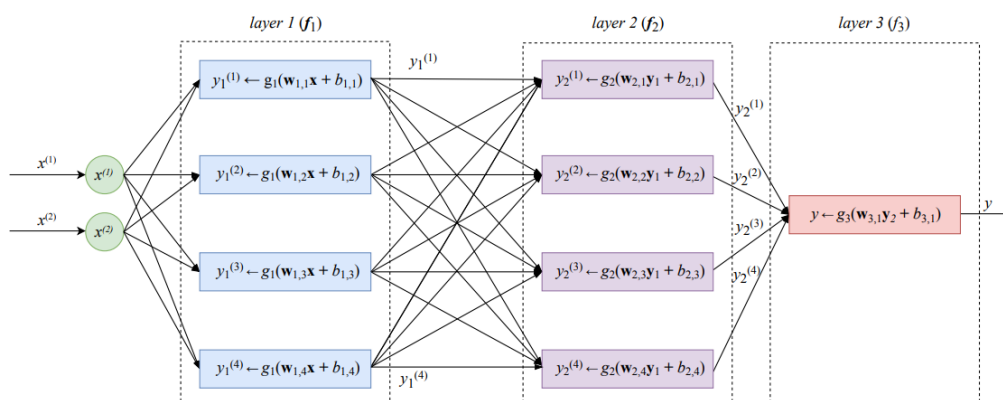 layer 1 (f₁)
layer 2 (f₂)
layer 3 (f₃)
y₁⁽¹⁾ ← g₁(w₁,₁x + b₁,₁)
y₁⁽¹⁾
y₂⁽¹⁾ ← g₂(w₂,₁y₁ + b₂,₁)
y₂⁽¹⁾
x⁽¹⁾
x⁽¹⁾
y₁⁽²⁾ ← g₁(w₁,₂x + b₁,₂)
y₂⁽²⁾ ← g₂(w₂,₂y₁ + b₂,₂)
y₂⁽²⁾
x⁽²⁾
x⁽²⁾
y ← g₃(w₃,₁y₂ + b₃,₁)
y
y₁⁽³⁾ ← g₁(w₁,₃x + b₁,₃)
y₂⁽³⁾ ← g₂(w₂,₃y₁ + b₂,₃)
y₂⁽³⁾
y₂⁽⁴⁾
y₁⁽⁴⁾ ← g₁(w₁,₄x + b₁,₄)
y₁⁽⁴⁾
y₂⁽⁴⁾ ← g₂(w₂,₄y₁ + b₂,₄)